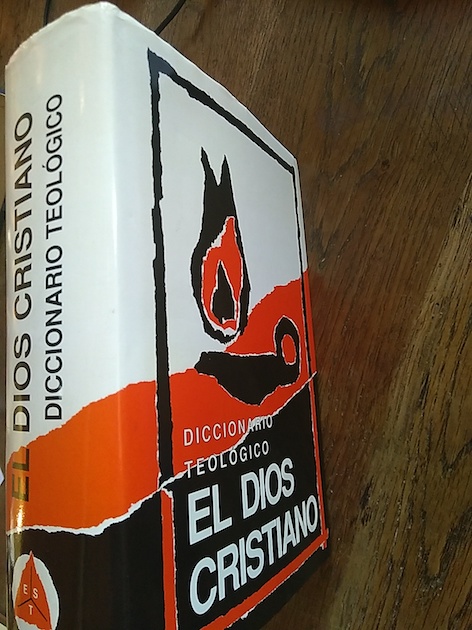 EL DIOS CRISTIANO
DICCIONARIO TEOLÓGICO
E S
T
DICCIONARIO
TEOLÓGICO
EL DIOS
CRISTIANO